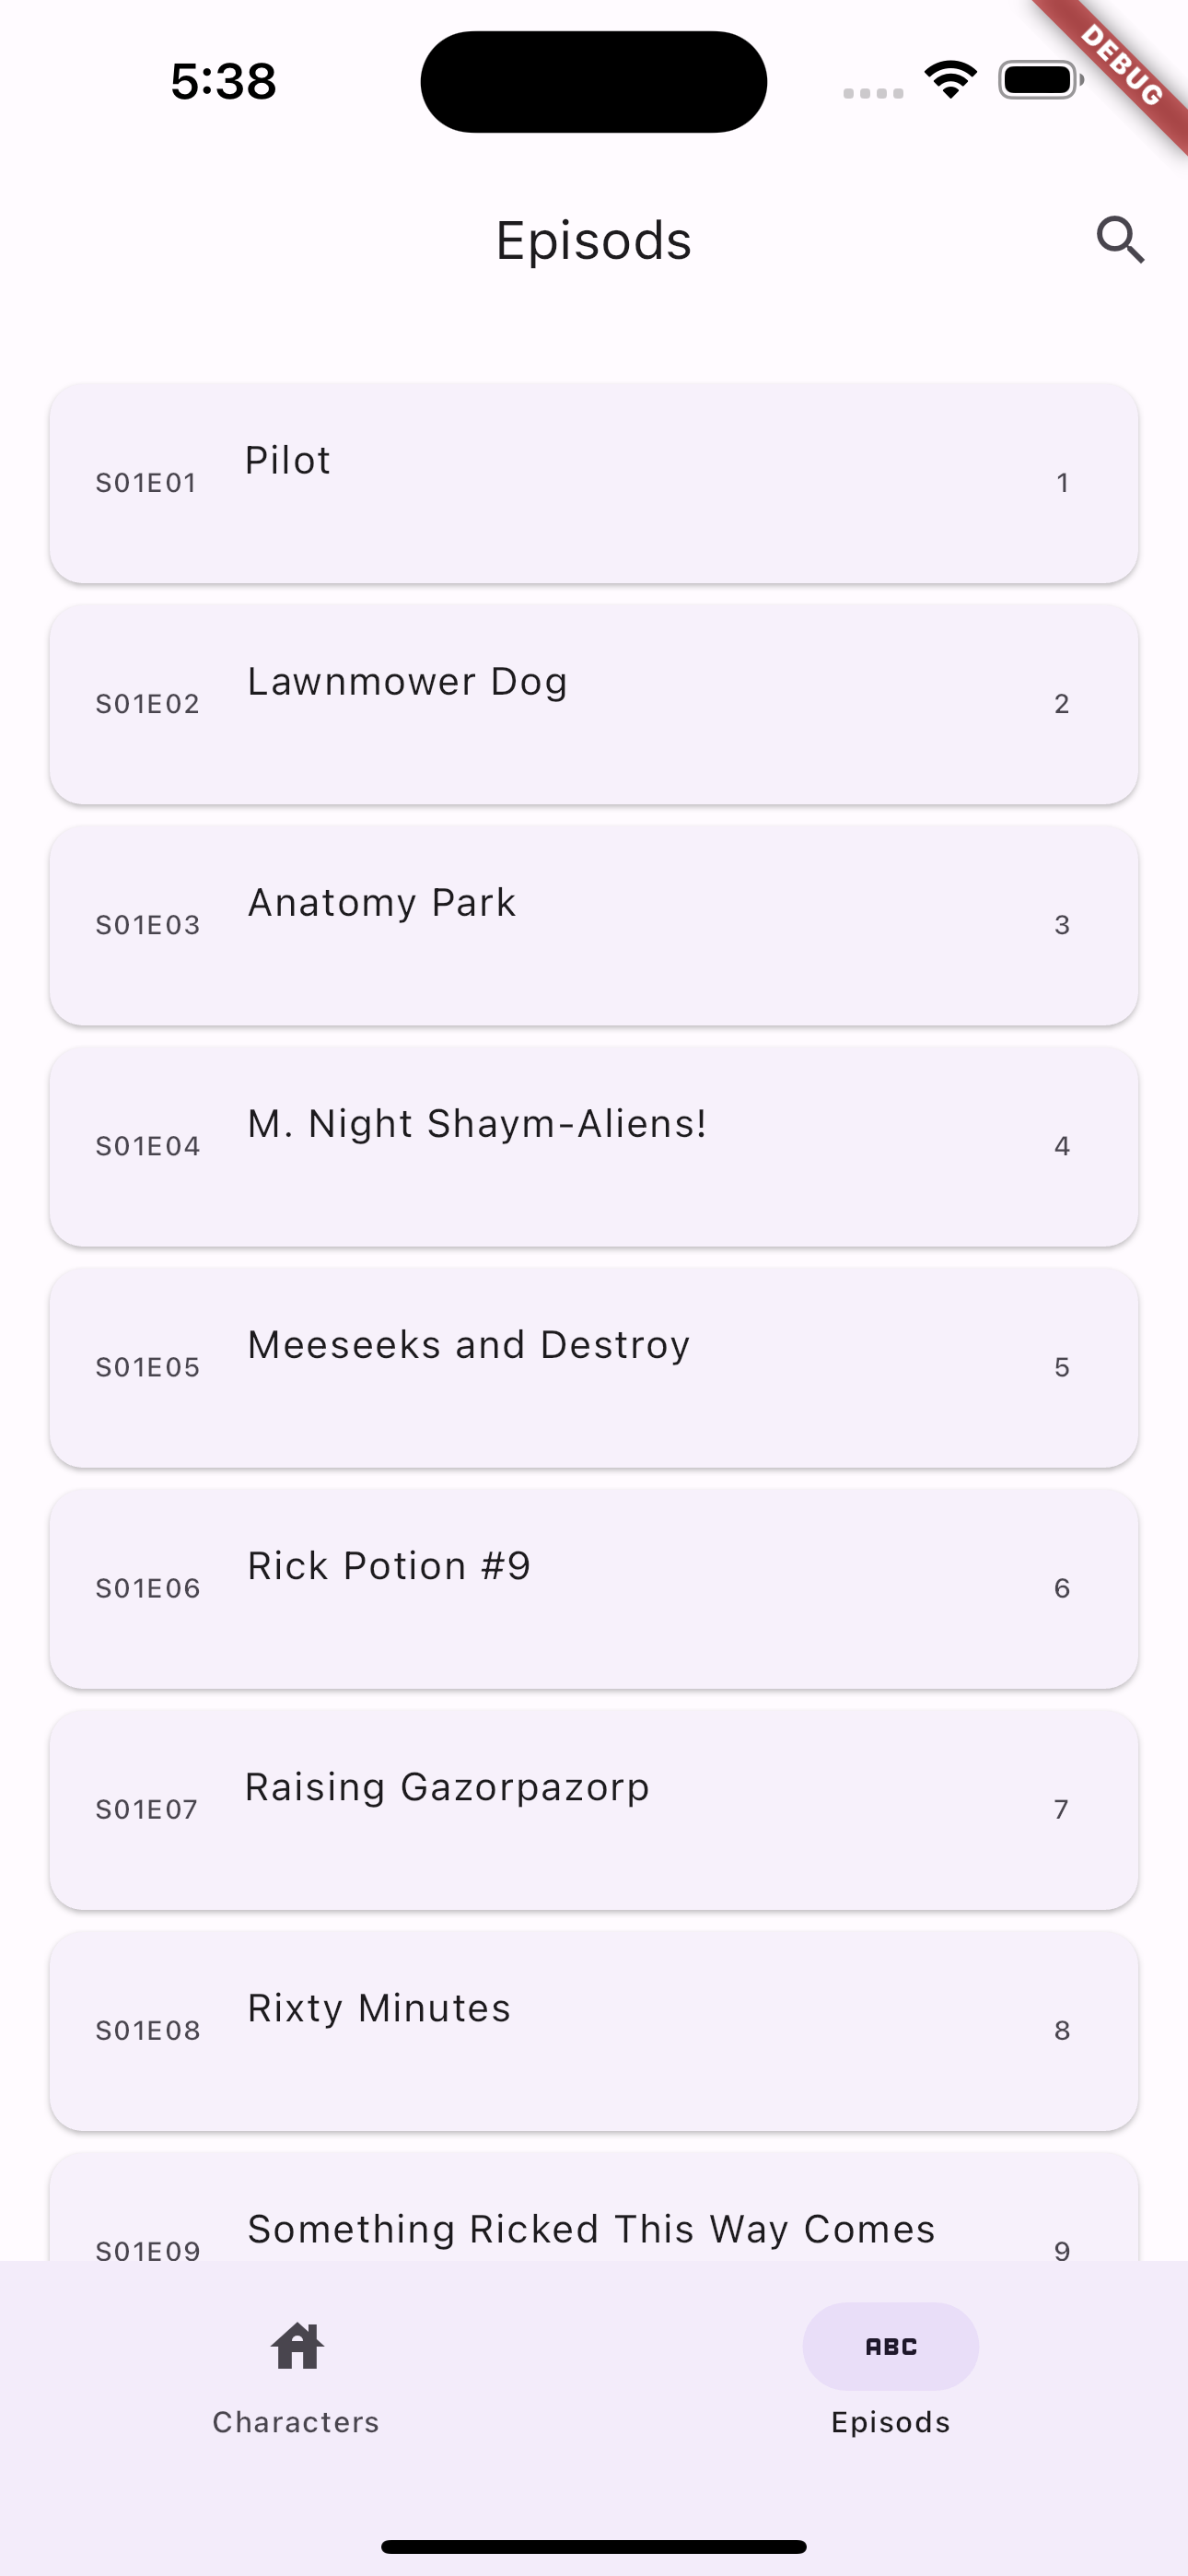 5:38
DEBUG
Episods
Pilot
S01E01
1
Lawnmower Dog
S01E02
2
Anatomy Park
S01E03
3
M. Night Shaym-Aliens!
S01E04
4
Meeseeks and Destroy
S01E05
5
Rick Potion #9
S01E06
6
Raising Gazorpazorp
S01E07
7
Rixty Minutes
S01E08
8
Something Ricked This Way Comes
S01E09
9
ABC
Characters
Episods